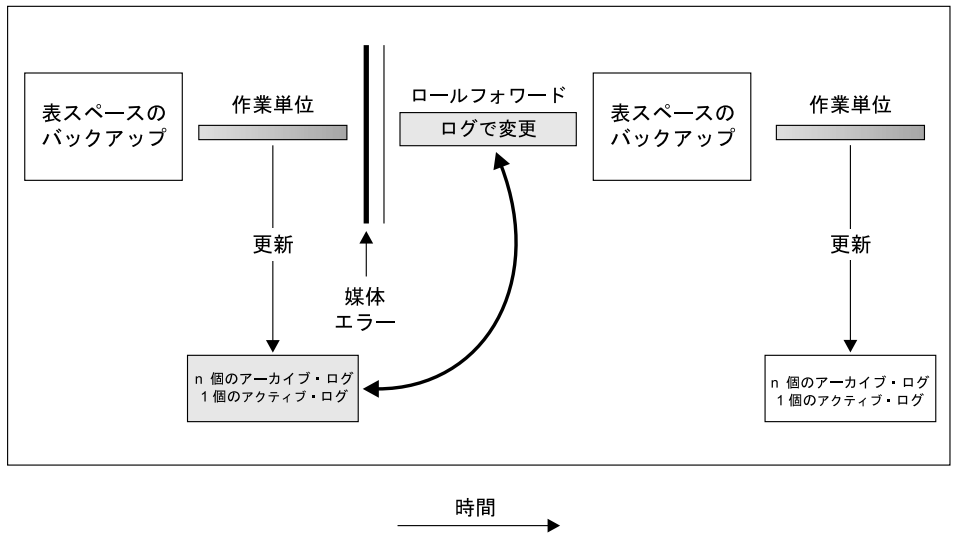 表スペースの
バックアップ
作業単位
更新
n 個のアーカイブ・ログ
1 個のアクティブ・ログ
媒体
エラー
ロールフォワード
ログで変更
表スペースの
バックアップ
作業単位
更新
n 個のアーカイブ・ログ
1 個のアクティブ・ログ
時間